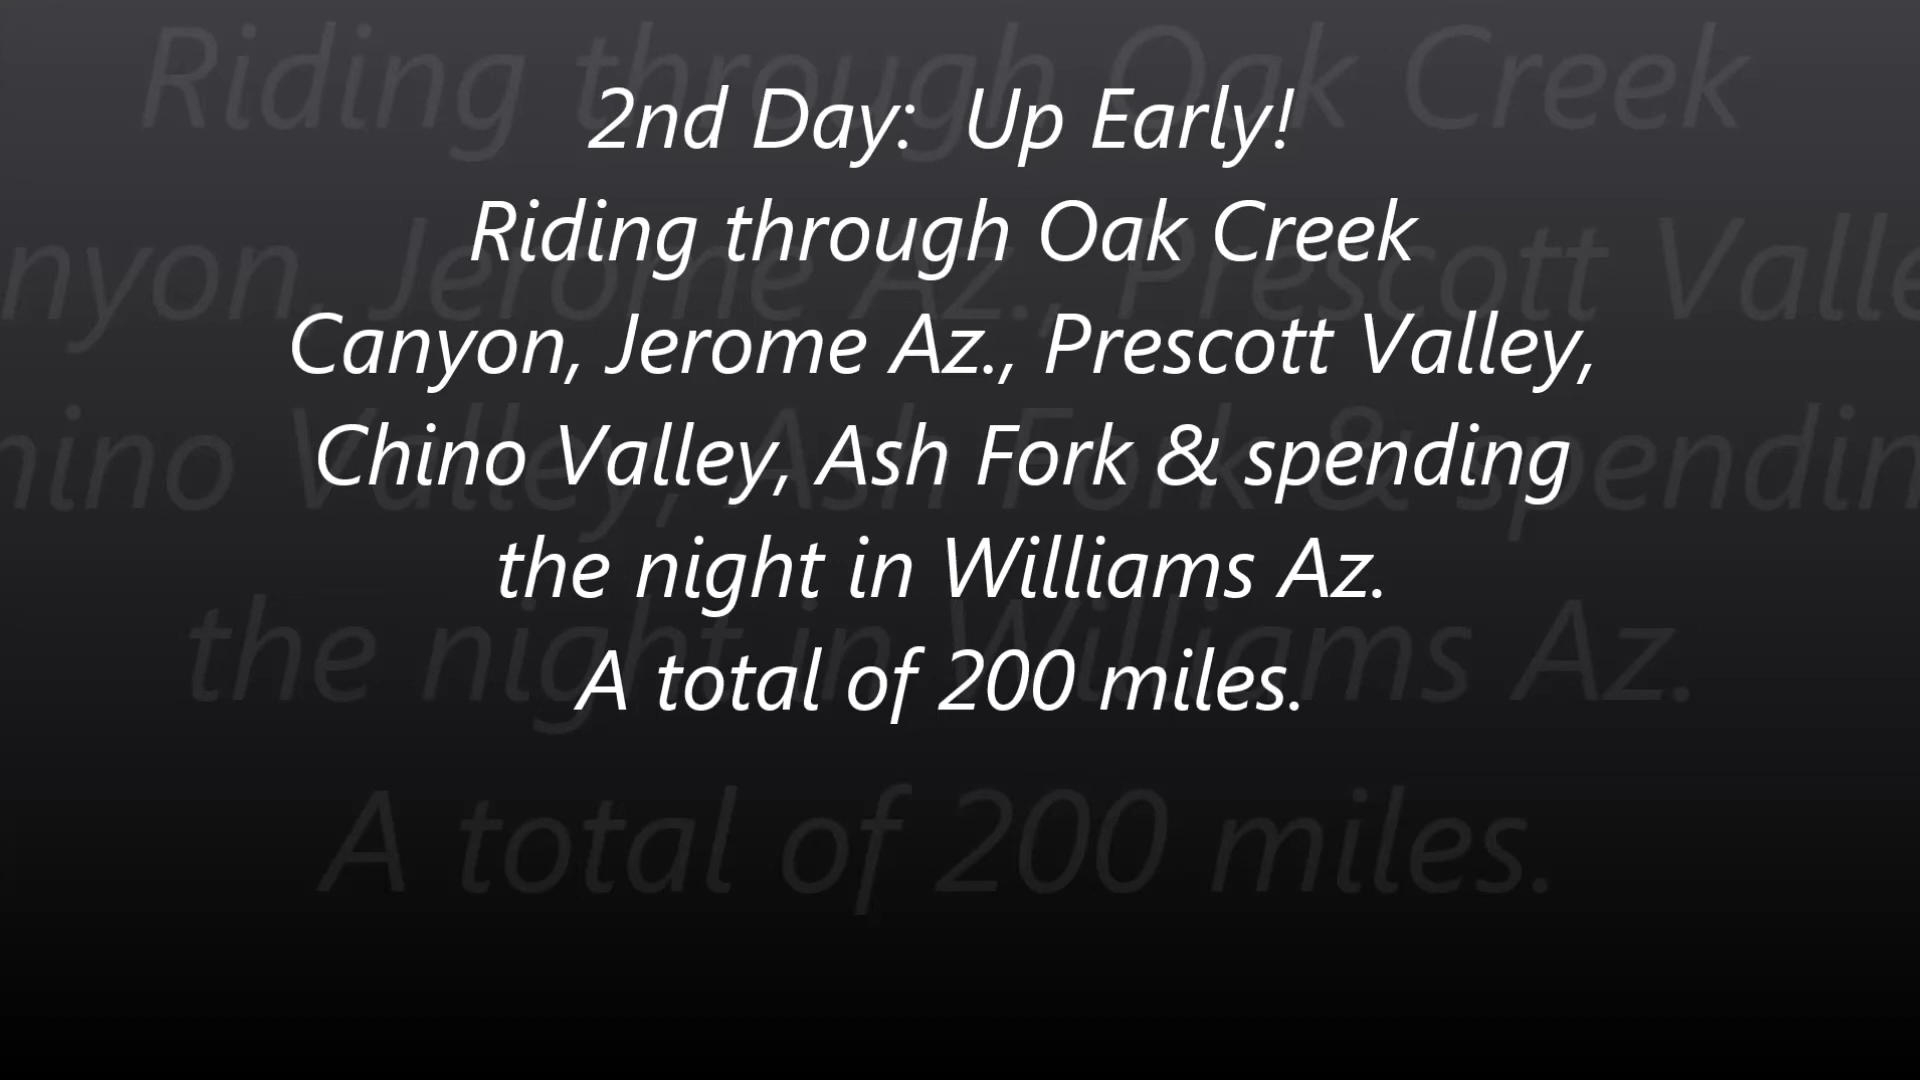 2nd Day:  Up Early!
Riding through Oak Creek
Canyon, Jerome Az., Prescott Valley,
Chino Valley, Ash Fork & spending
the night in Williams Az.
A total of 200 miles.